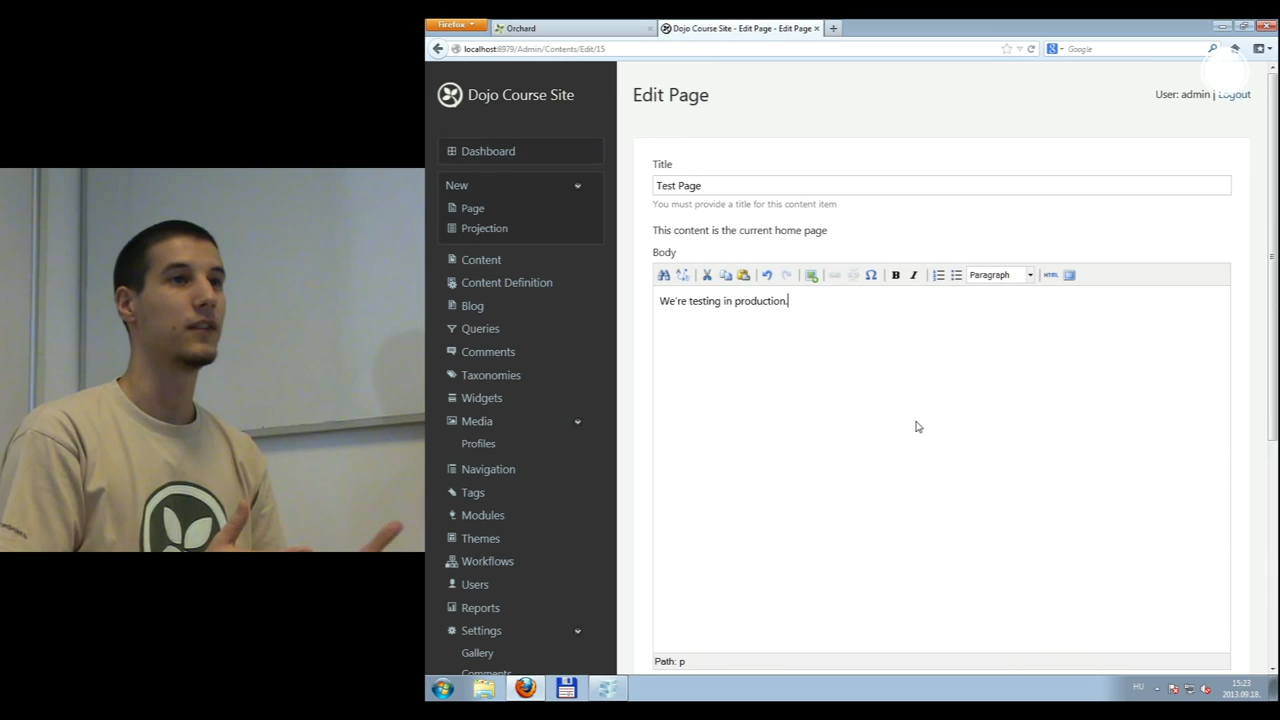 Firefox
Orchard
Dojo Course Site - Edit Page - Edit Page
localhost:8979/Admin/Contents/Edit/15
Google
Dojo Course Site
Edit Page
User: admin | Logout
Dashboard
New
Page
Projection
Content
Content Definition
Blog
Queries
Comments
Taxonomies
Widgets
Media
Profiles
Navigation
Tags
Modules
Themes
Workflows
Users
Reports
Settings
Gallery
Comments
Title
Test Page
You must provide a title for this content item
This content is the current home page
Body
B I Paragraph HTML
We're testing in production.
Path: p
HU
15:23
2013.09.18.